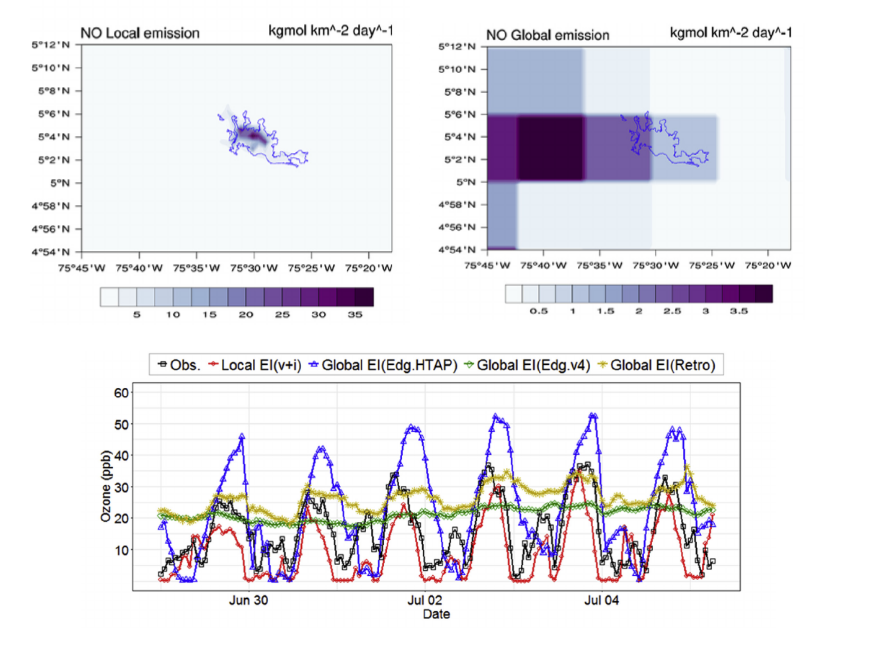 NO Local emission kgmol km^-2 day^-1
5°12'N
5°10'N
5°8'N
5°6'N
5°4'N
5°2'N
5°N
4°58'N
4°56'N
4°54'N
75°45'W 75°40'W 75°35'W 75°30'W 75°25'W 75°20'W
5 10 15 20 25 30 35
NO Global emission kgmol km^-2 day^-1
5°12'N
5°10'N
5°8'N
5°6'N
5°4'N
5°2'N
5°N
4°58'N
4°56'N
4°54'N
75°45'W 75°40'W 75°35'W 75°30'W 75°25'W 75°20'W
0.5 1 1.5 2 2.5 3 3.5
Obs. Local EI(v+i) Global EI(Edg.HTAP) Global EI(Edg.v4) Global EI(Retro)
Ozone (ppb)
60
50
40
30
20
10
Jun 30 Jul 02 Jul 04
Date